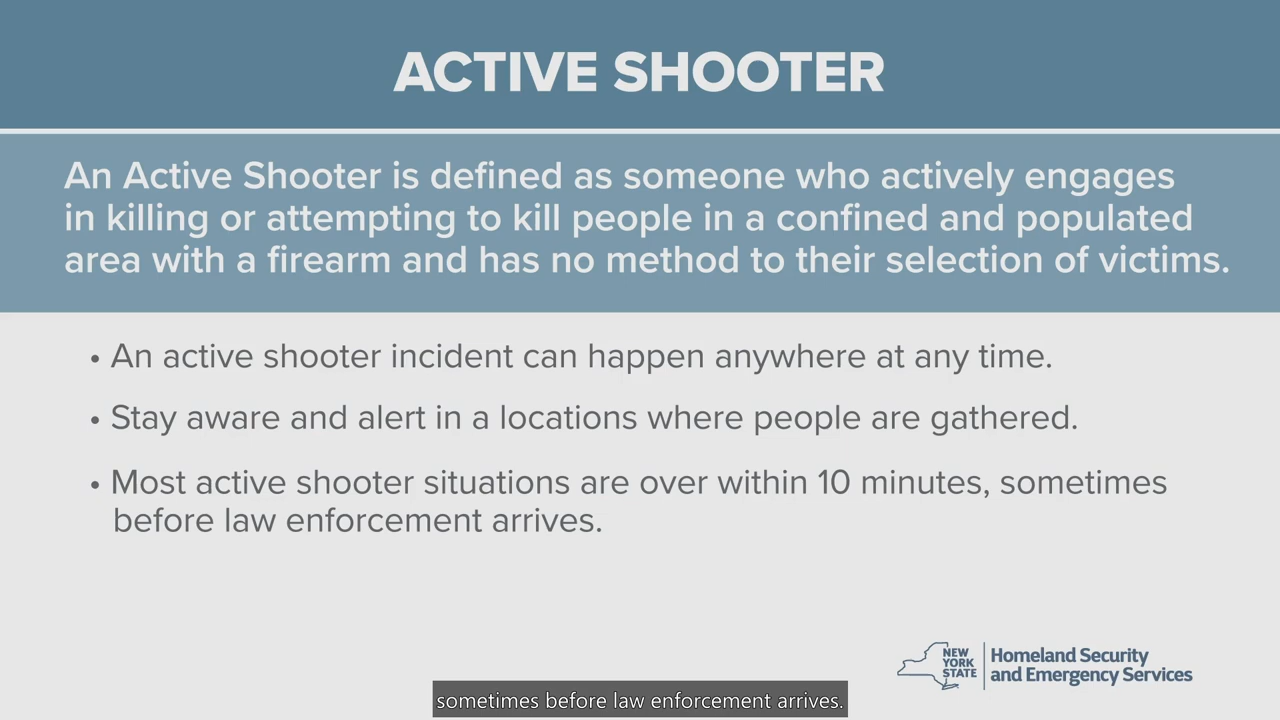 ACTIVE SHOOTER
An Active Shooter is defined as someone who actively engages
in killing or attempting to kill people in a confined and populated
area with a firearm and has no method to their selection of victims.
• An active shooter incident can happen anywhere at any time.
• Stay aware and alert in a locations where people are gathered.
• Most active shooter situations are over within 10 minutes, sometimes
before law enforcement arrives.
NEW
YORK
STATE
Homeland Security
and Emergency Services
sometimes before law enforcement arrives.